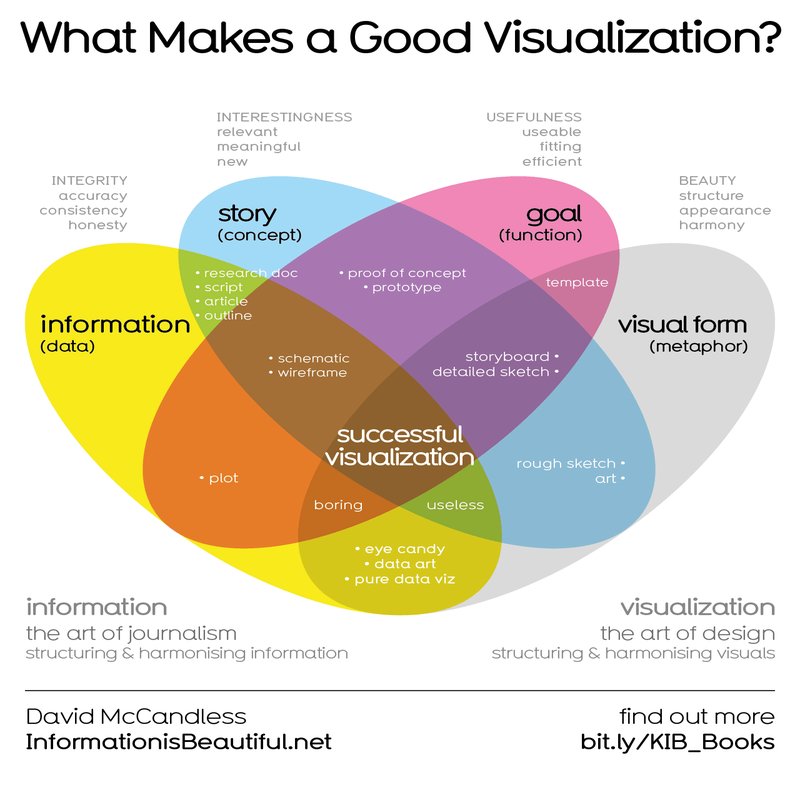 What Makes a Good Visualization?
INTERESTINGNESS
relevant
meaningful
new
USEFULNESS
useable
fitting
efficient
INTEGRITY
accuracy
consistency
honesty
BEAUTY
structure
appearance
harmony
story
(concept)
goal
(function)
information
(data)
visual form
(metaphor)
• research doc
• script
• article
• outline
• proof of concept
• prototype
template
• schematic
• wireframe
storyboard •
detailed sketch •
successful
visualization
• plot
rough sketch •
art •
boring
useless
• eye candy
• data art
• pure data viz
information
the art of journalism
structuring & harmonising information
visualization
the art of design
structuring & harmonising visuals
David McCandless
InformationisBeautiful.net
find out more
bit.ly/KIB_Books